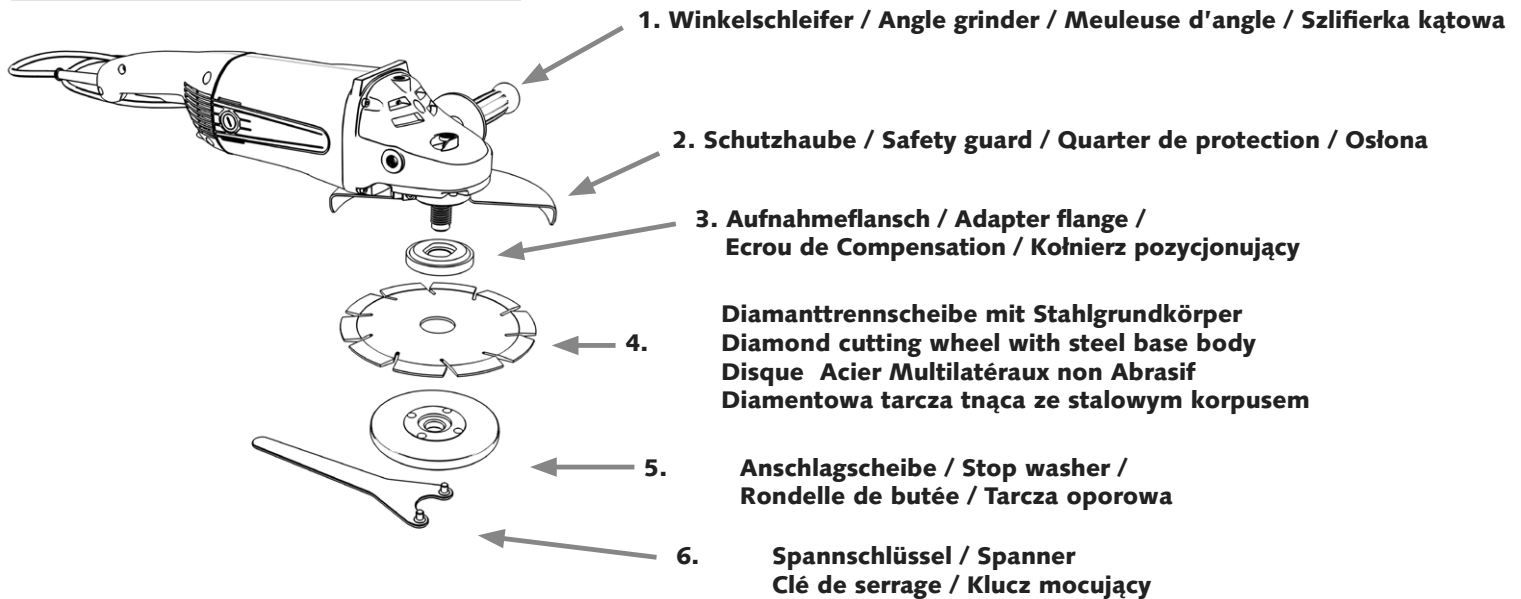 1. Winkelschleifer / Angle grinder / Meuleuse d’angle / Szlifierka kątowa
2. Schutzhaube / Safety guard / Quarter de protection / Osłona
3. Aufnahmeflansch / Adapter flange /
Ecrou de Compensation / Kołnierz pozycjonujący
4. Diamanttrennscheibe mit Stahlgrundkörper
Diamond cutting wheel with steel base body
Disque Acier Multilatéraux non Abrasif
Diamentowa tarcza tnąca ze stalowym korpusem
5. Anschlagscheibe / Stop washer /
Rondelle de butée / Tarcza oporowa
6. Spannschlüssel / Spanner
Clé de serrage / Klucz mocujący